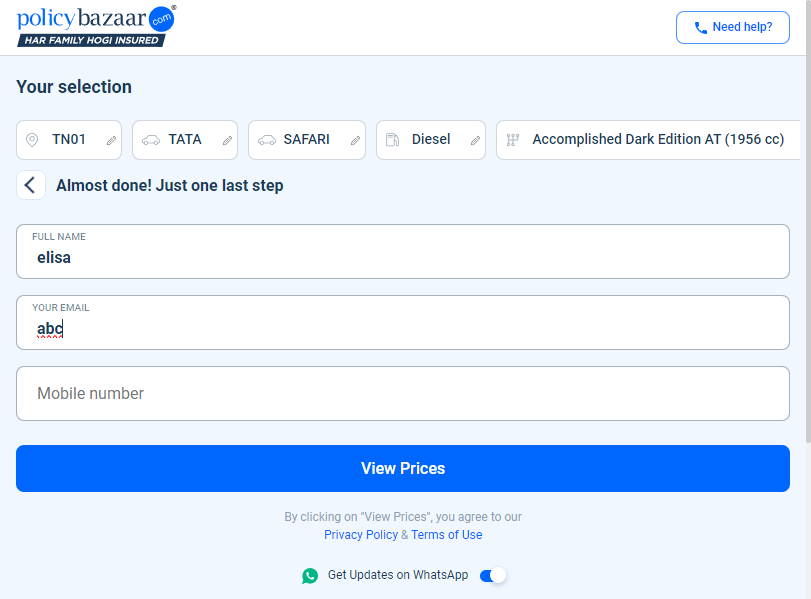 policybazaar com ®
HAR FAMILY HOGI INSURED
Need help?
Your selection
TN01 TATA SAFARI Diesel Accomplished Dark Edition AT (1956 cc)
Almost done! Just one last step
FULL NAME
elisa
YOUR EMAIL
abc
Mobile number
View Prices
By clicking on "View Prices", you agree to our
Privacy Policy & Terms of Use
Get Updates on WhatsApp